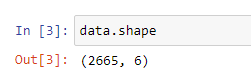 In [3]: data.shape
Out[3]: (2665, 6)